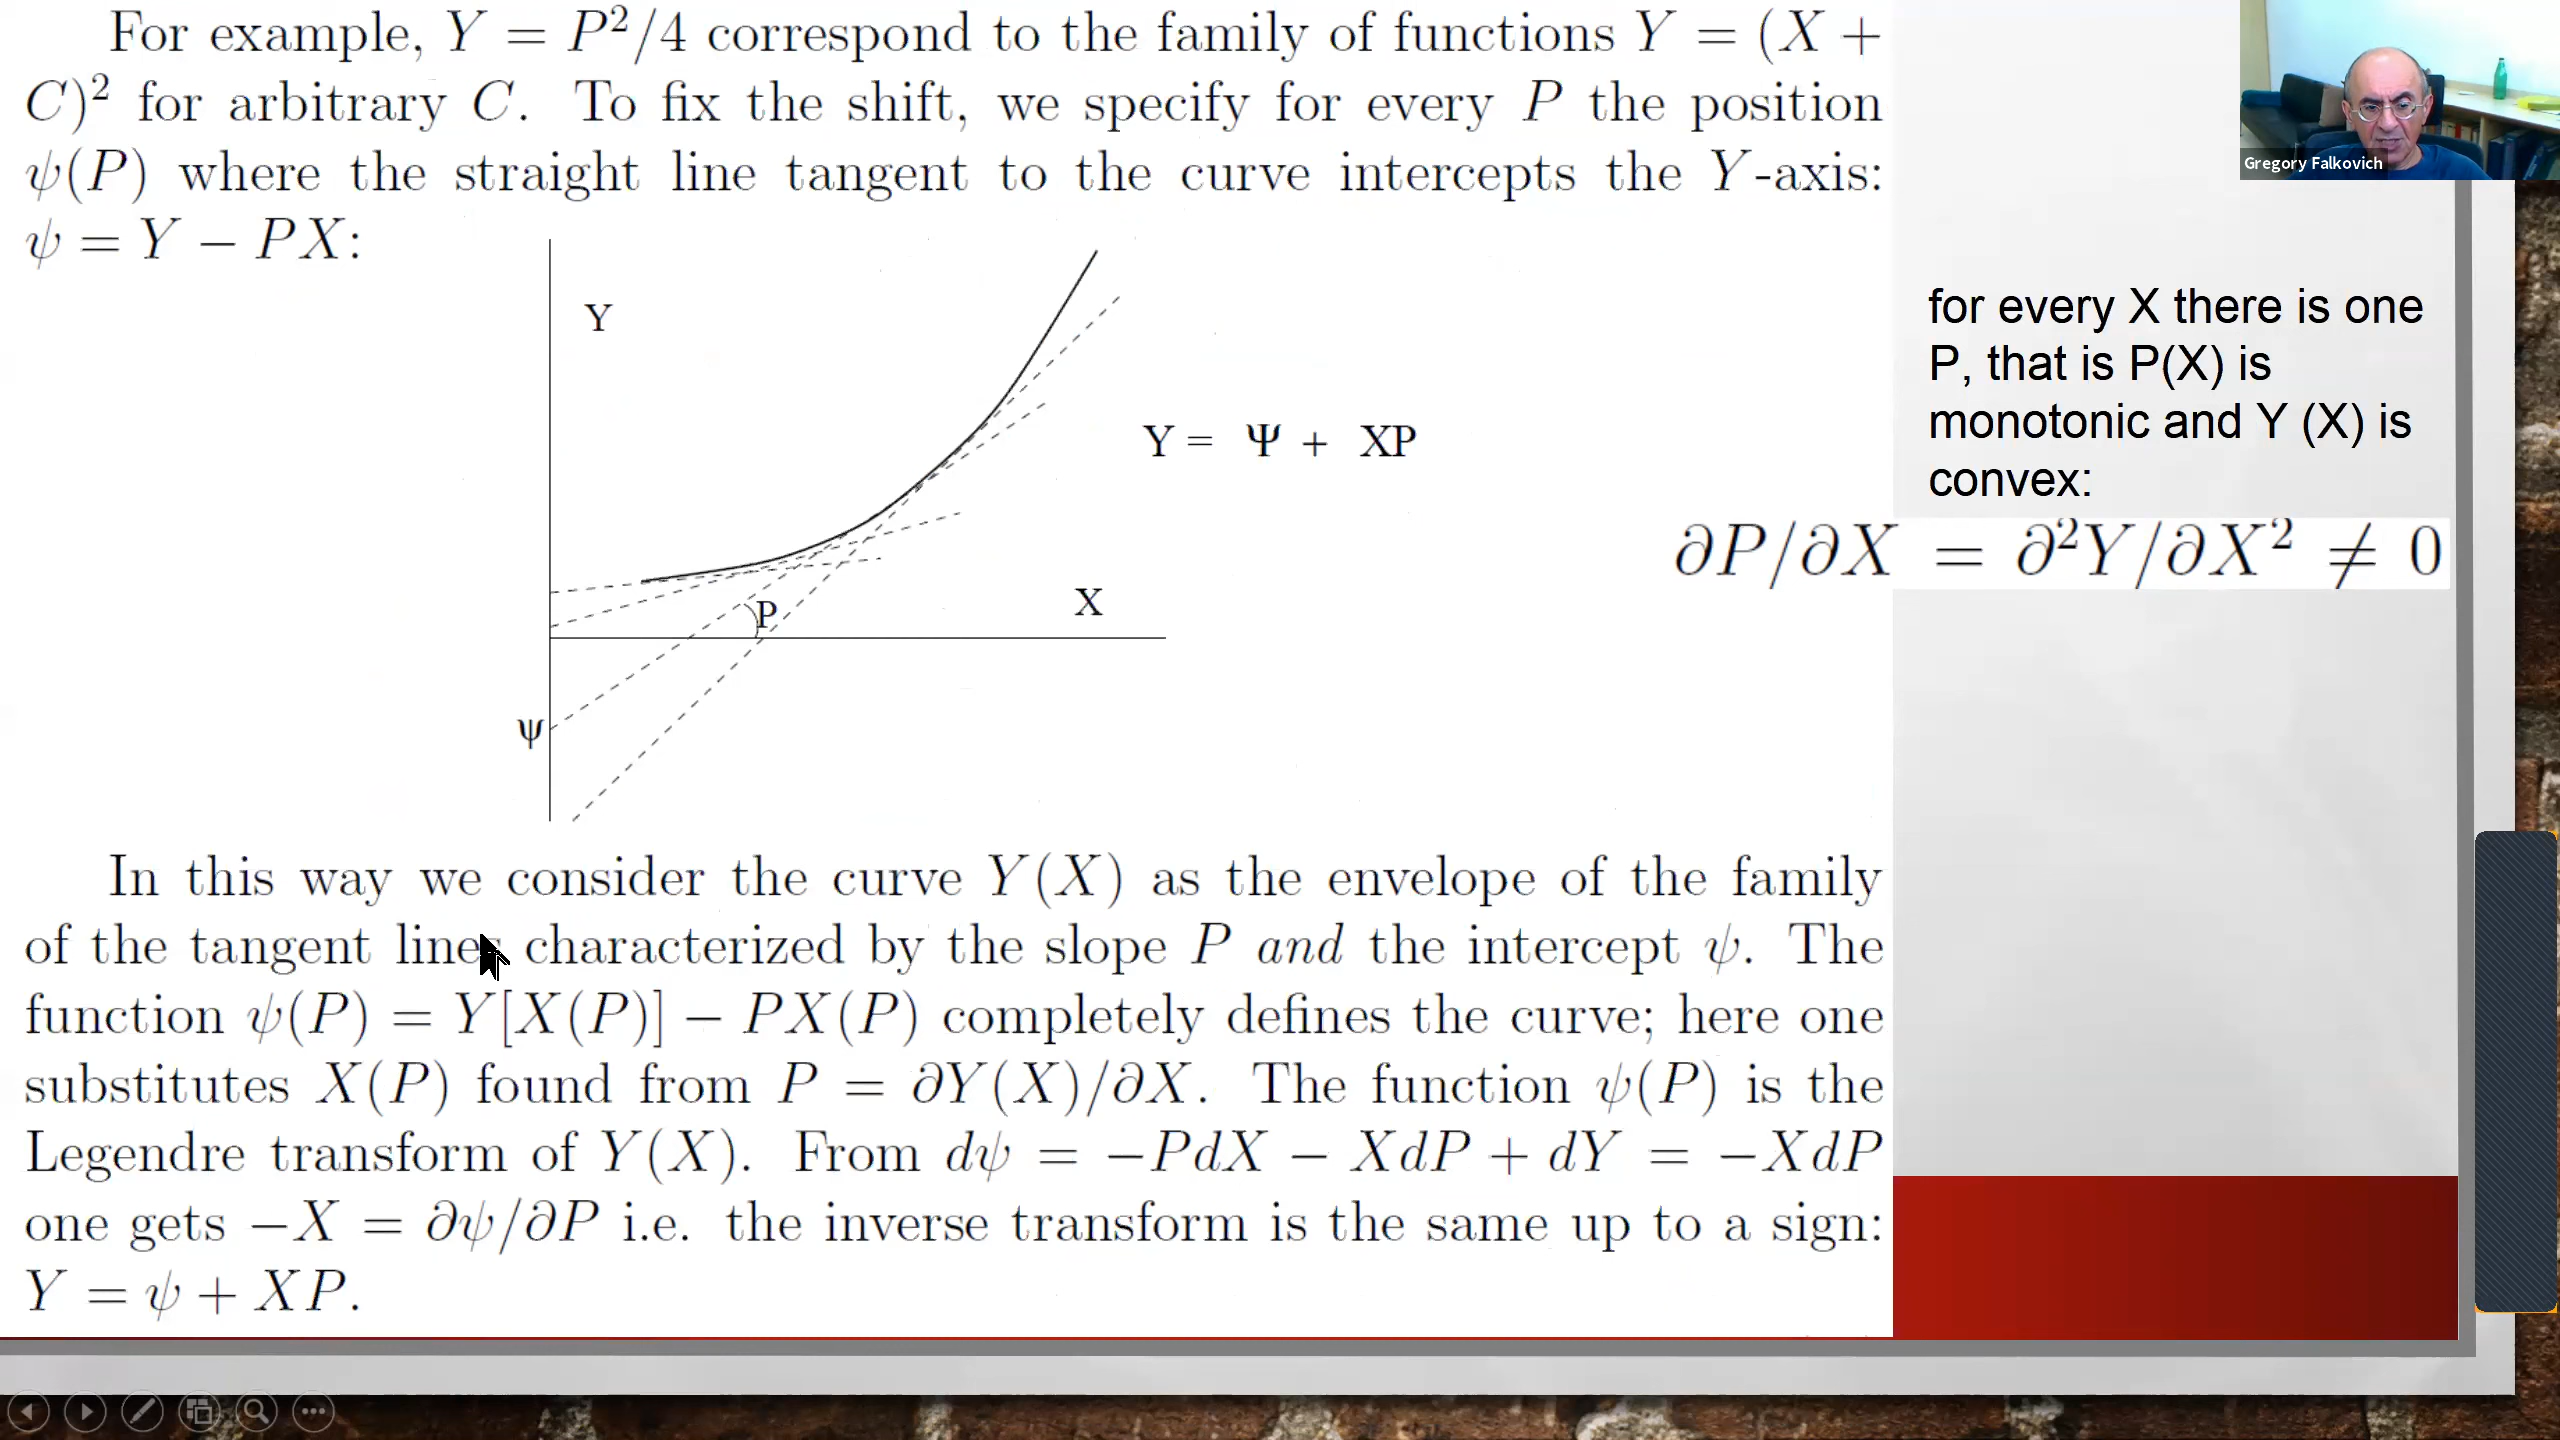 For example, Y = P²/4 correspond to the family of functions Y = (X +
C)² for arbitrary C. To fix the shift, we specify for every P the position
ψ(P) where the straight line tangent to the curve intercepts the Y-axis:
ψ = Y − PX:
Y
Y = Ψ + XP
P
X
ψ
In this way we consider the curve Y(X) as the envelope of the family
of the tangent lines characterized by the slope P and the intercept ψ. The
function ψ(P) = Y[X(P)] − PX(P) completely defines the curve; here one
substitutes X(P) found from P = ∂Y(X)/∂X. The function ψ(P) is the
Legendre transform of Y(X). From dψ = −PdX − XdP + dY = −XdP
one gets −X = ∂ψ/∂P i.e. the inverse transform is the same up to a sign:
Y = ψ + XP.
for every X there is one
P, that is P(X) is
monotonic and Y (X) is
convex:
∂P/∂X = ∂²Y/∂X² ≠ 0
Gregory Falkovich